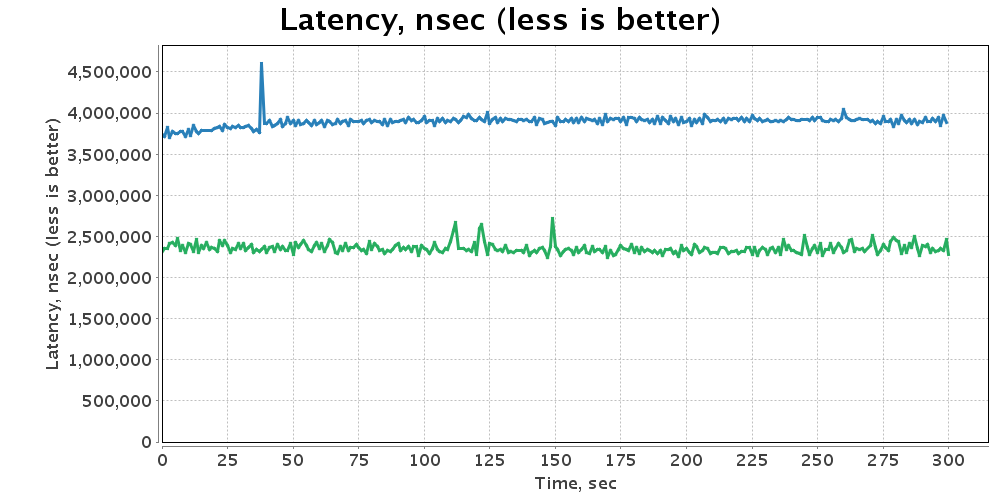 Latency, nsec (less is better)
Latency, nsec (less is better)
4,500,000
4,000,000
3,500,000
3,000,000
2,500,000
2,000,000
1,500,000
1,000,000
500,000
0
0 25 50 75 100 125 150 175 200 225 250 275 300
Time, sec